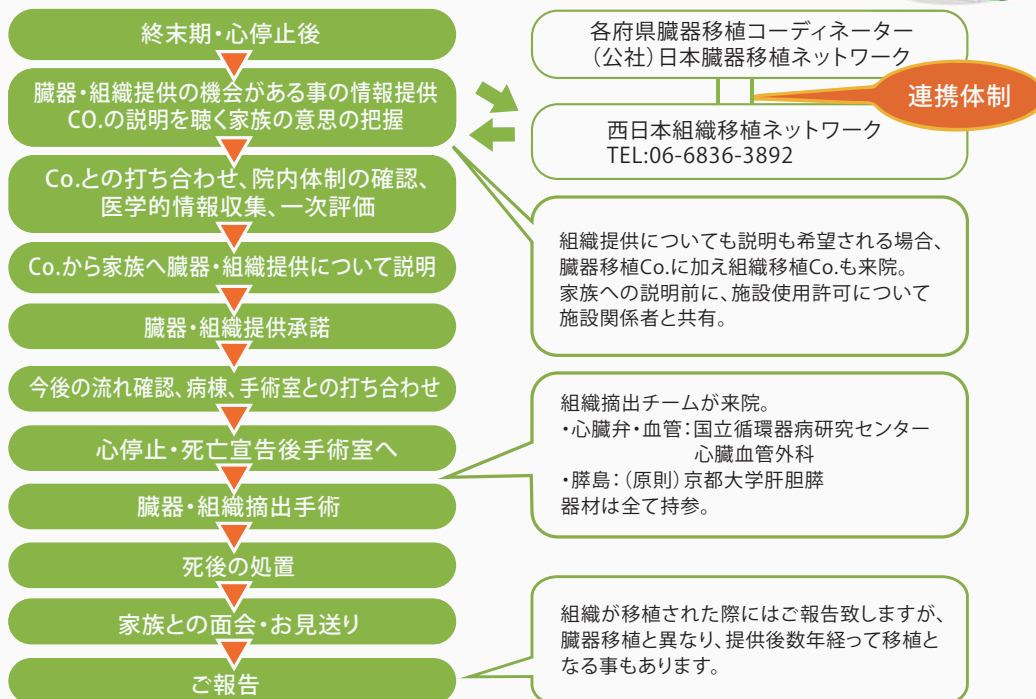 終末期・心停止後
臓器・組織提供の機会がある事の情報提供
CO.の説明を聴く家族の意思の把握
Co.との打ち合わせ、院内体制の確認、
医学的情報収集、一次評価
Co.から家族へ臓器・組織提供について説明
臓器・組織提供承諾
今後の流れ確認、病棟、手術室との打ち合わせ
心停止・死亡宣告後手術室へ
臓器・組織摘出手術
死後の処置
家族との面会・お見送り
ご報告
各府県臓器移植コーディネーター
（公社）日本臓器移植ネットワーク
連携体制
西日本組織移植ネットワーク
TEL:06-6836-3892
組織提供についても説明も希望される場合、
臓器移植Co.に加え組織移植Co.も来院。
家族への説明前に、施設使用許可について
施設関係者と共有。
組織摘出チームが来院。
・心臓弁・血管：国立循環器病研究センター
心臓血管外科
・膵島：（原則）京都大学肝胆膵
器材は全て持参。
組織が移植された際にはご報告致しますが、
臓器移植と異なり、提供後数年経って移植と
なる事もあります。